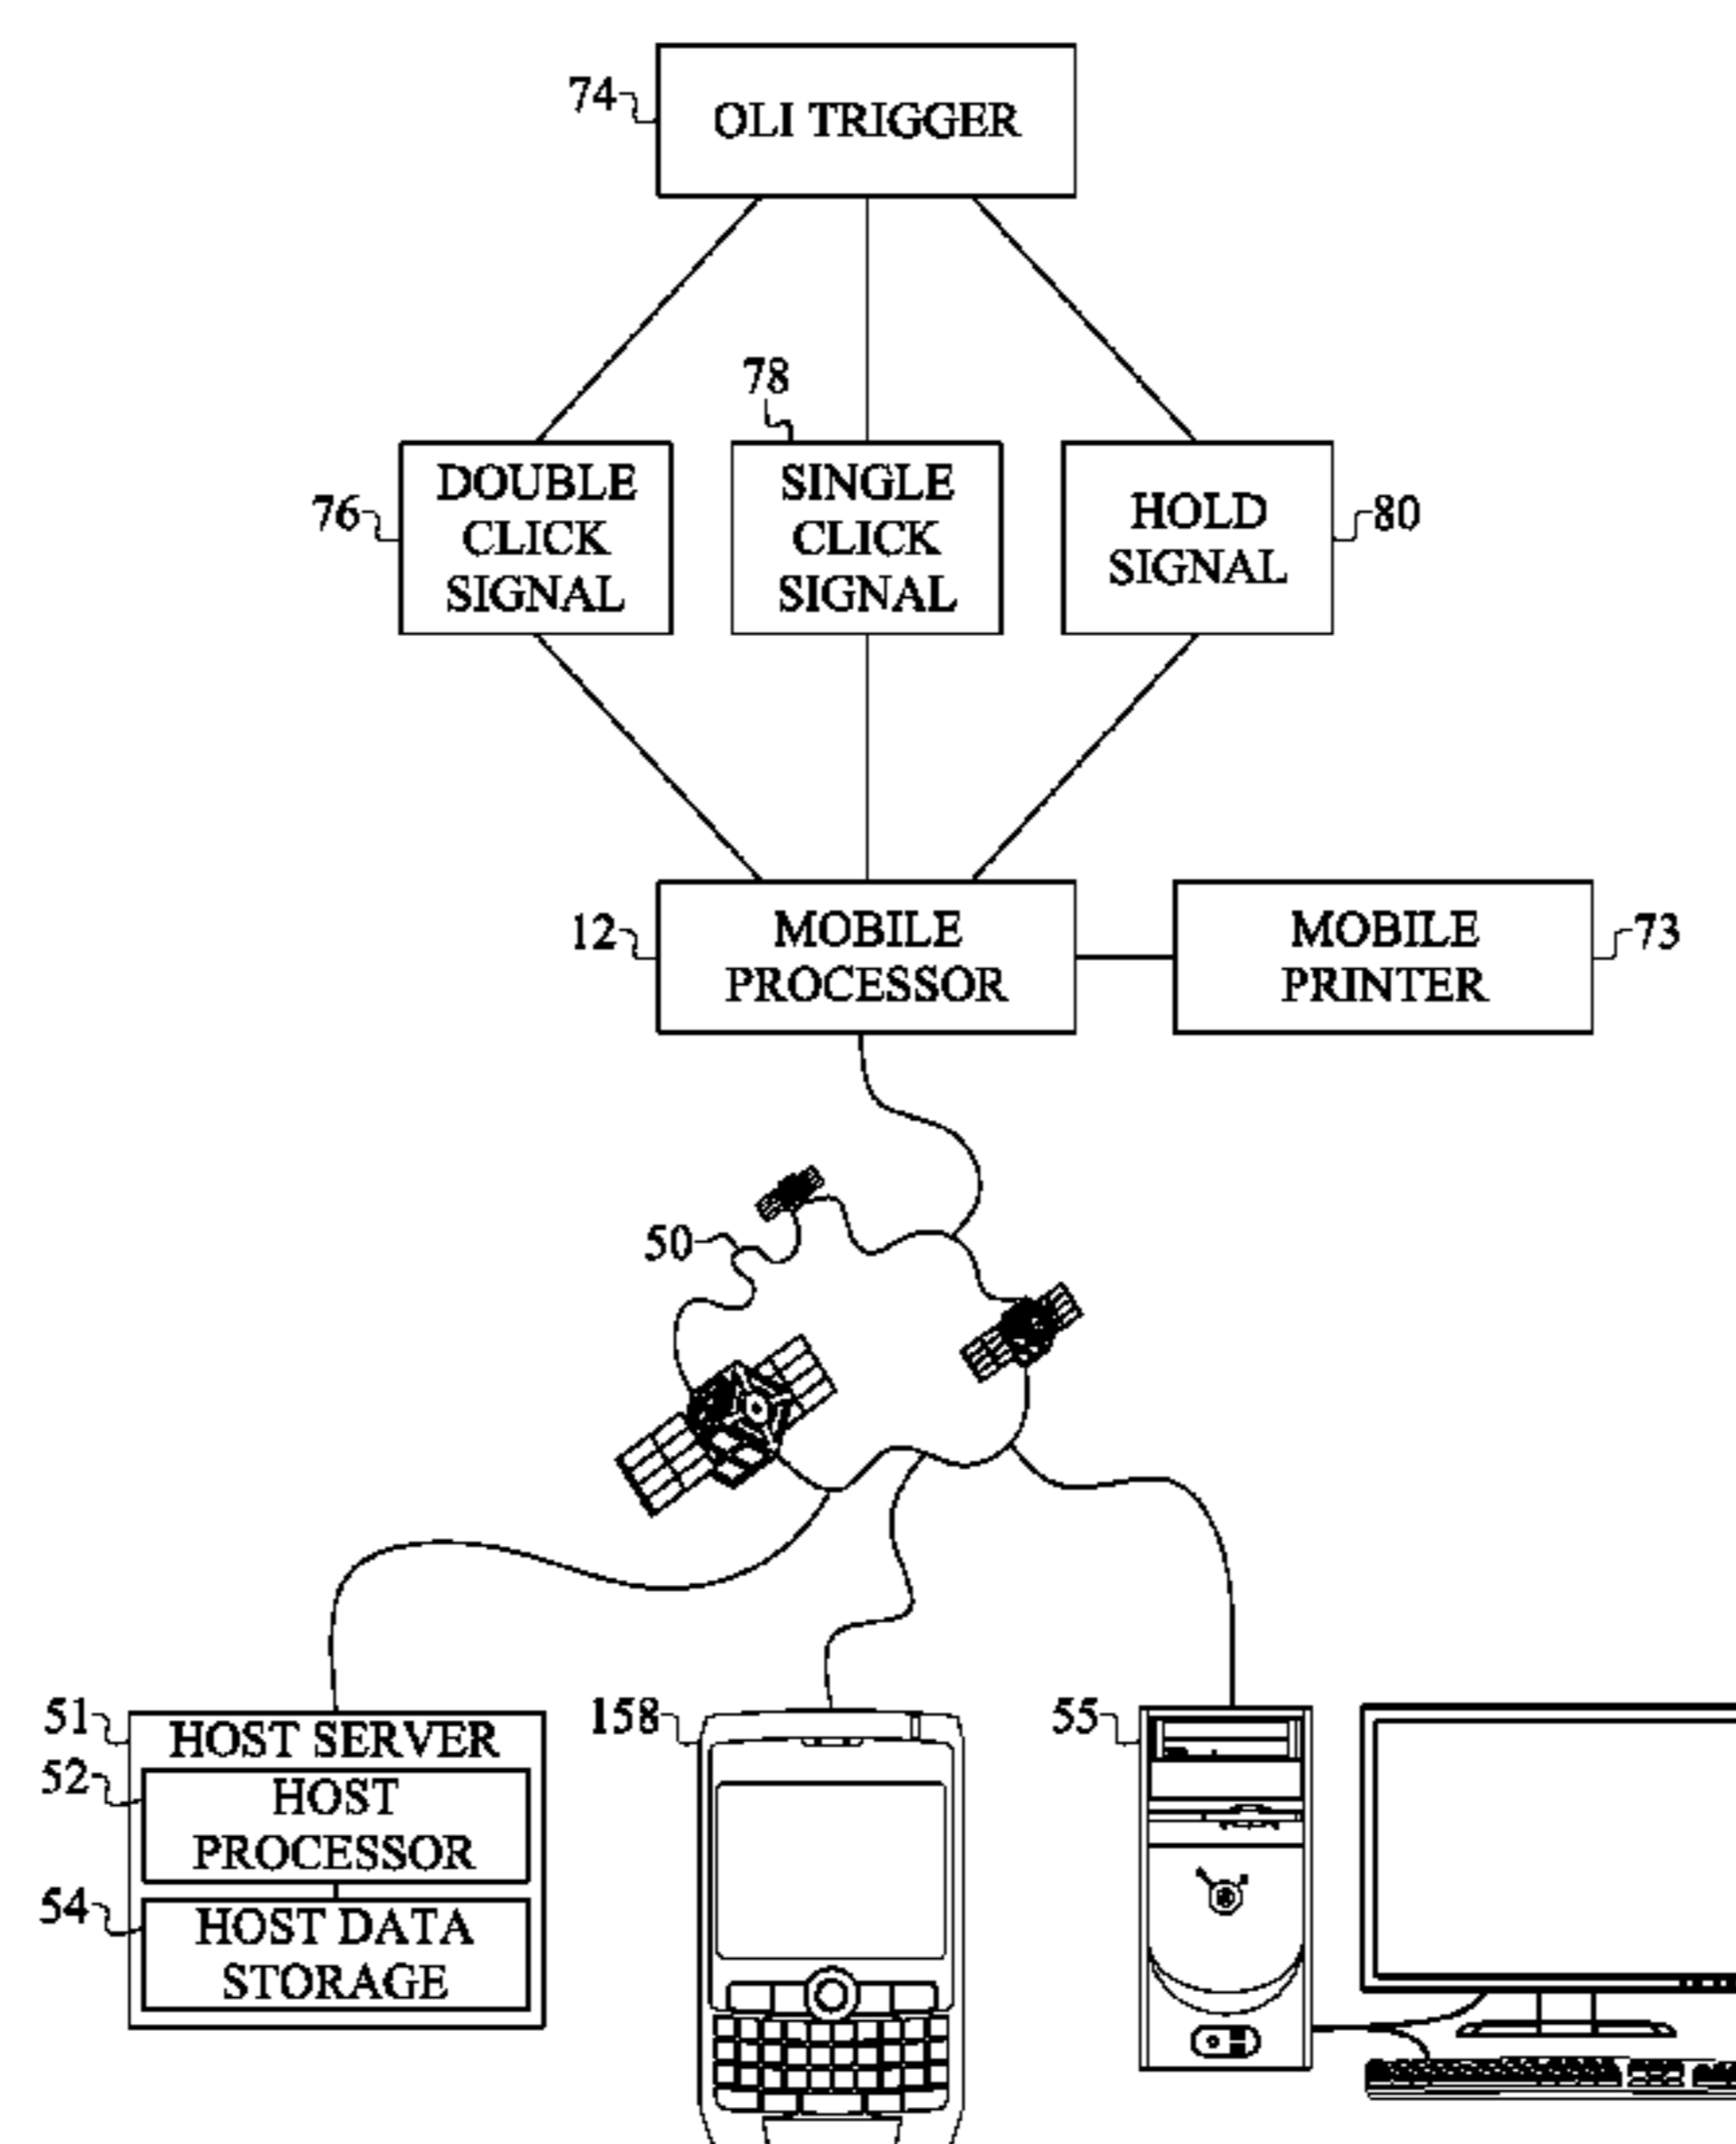 74
OLI TRIGGER
78
76
DOUBLE
CLICK
SIGNAL
SINGLE
CLICK
SIGNAL
HOLD
SIGNAL
80
12
MOBILE
PROCESSOR
MOBILE
PRINTER
73
50
51
HOST SERVER
52
HOST
PROCESSOR
54
HOST DATA
STORAGE
158
55